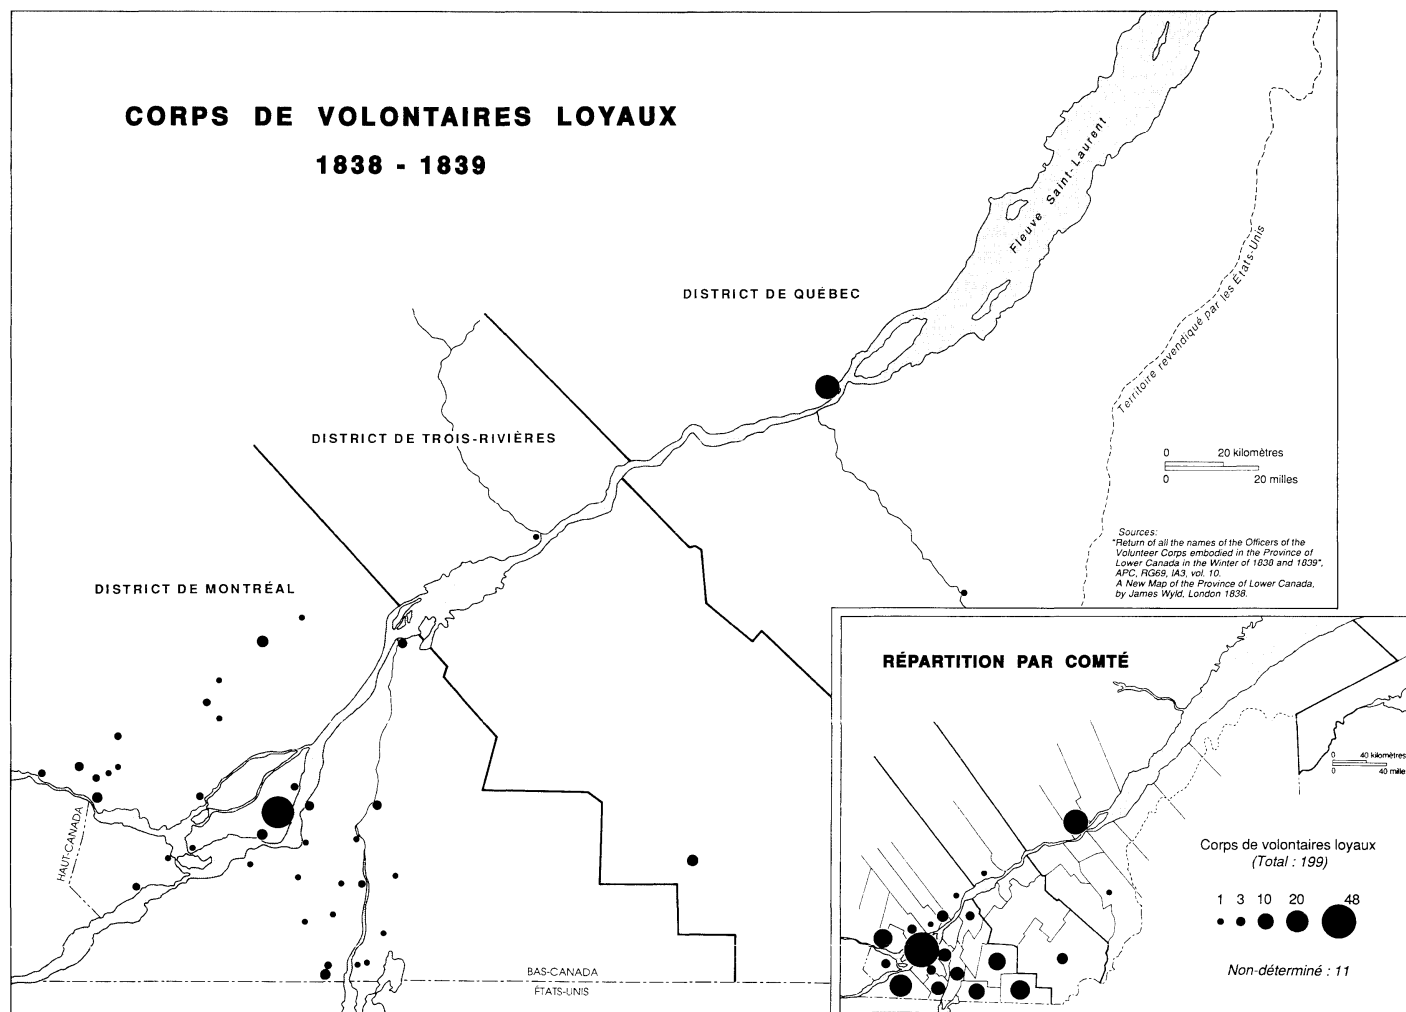 CORPS DE VOLONTAIRES LOYAUX
1838 - 1839
Fleuve Saint-Laurent
DISTRICT DE QUÉBEC
Territoire revendiqué par les États-Unis
DISTRICT DE TROIS-RIVIÈRES
0 20 kilomètres
0 20 milles
Sources:
"Return of all the names of the Officers of the
Volunteer Corps embodied in the Province of
Lower Canada in the Winter of 1838 and 1839",
APC, RG69, IA3, vol. 10.
A New Map of the Province of Lower Canada,
by James Wyld, London 1838.
DISTRICT DE MONTRÉAL
HAUT-CANADA
BAS-CANADA
ÉTATS-UNIS
RÉPARTITION PAR COMTÉ
0 40 kilomètres
0 40 mille
Corps de volontaires loyaux
(Total : 199)
1 3 10 20 48
Non-déterminé : 11